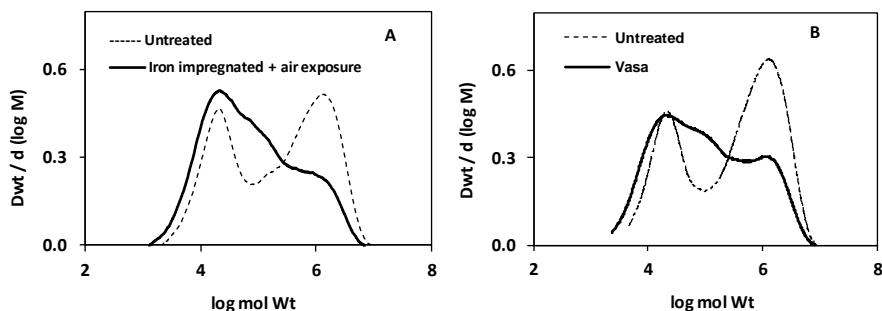 A
Untreated
Iron impregnated + air exposure
Dwt / d (log M)
0.6
0.3
0.0
2 4 6 8
log mol Wt
B
Untreated
Vasa
Dwt / d (log M)
0.6
0.3
0.0
2 4 6 8
log mol Wt